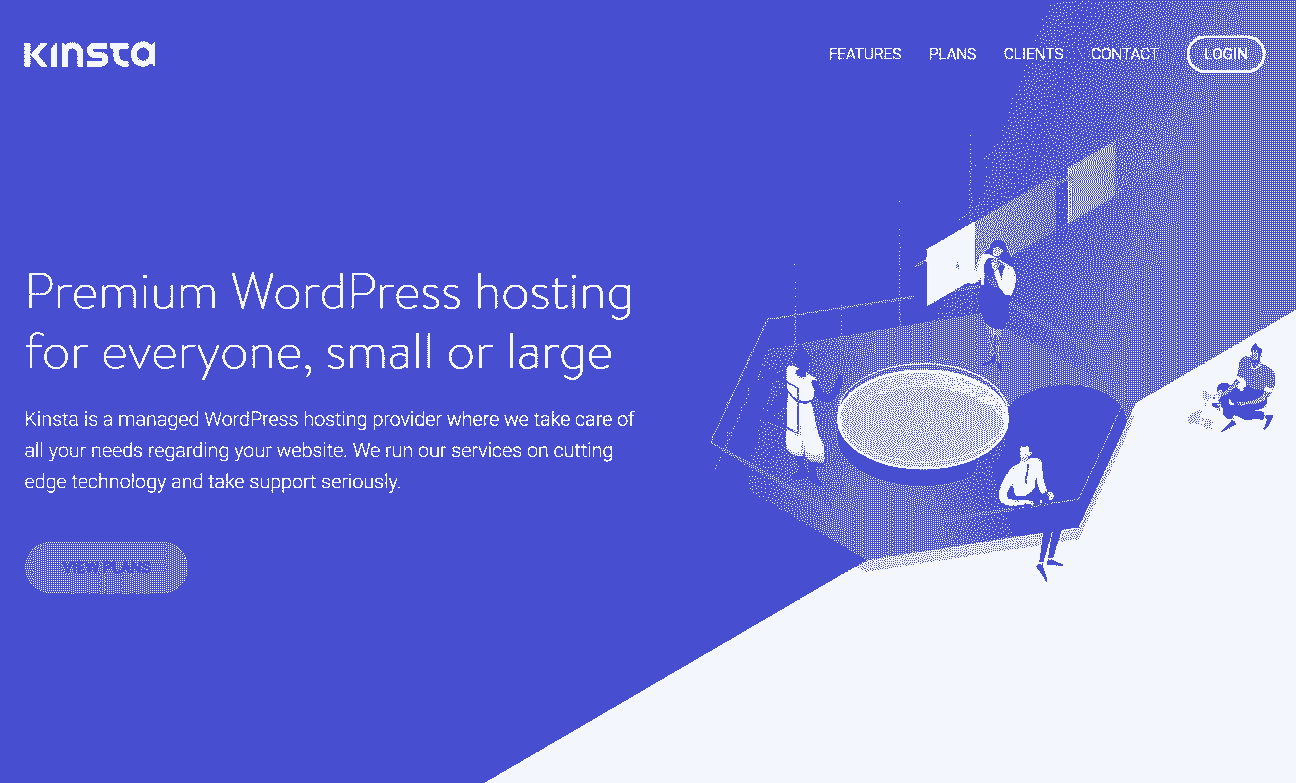 KINSTA
FEATURES PLANS CLIENTS CONTACT LOGIN
Premium WordPress hosting
for everyone, small or large
Kinsta is a managed WordPress hosting provider where we take care of
all your needs regarding your website. We run our services on cutting
edge technology and take support seriously.
VIEW PLANS